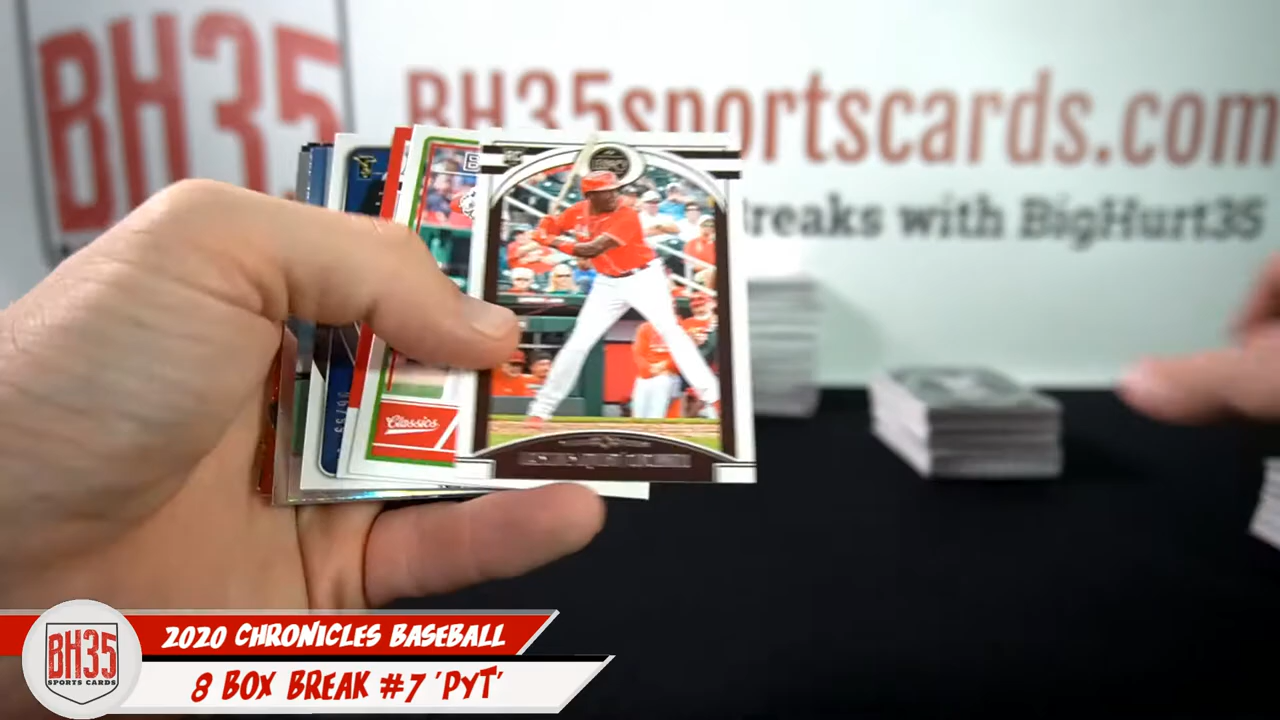 BH35
BH35sportscards.com
Breaks with BigHurt35
Classics
2020 CHRONICLES BASEBALL
8 BOX BREAK #7 'PYT'
BH35
SPORTS CARDS